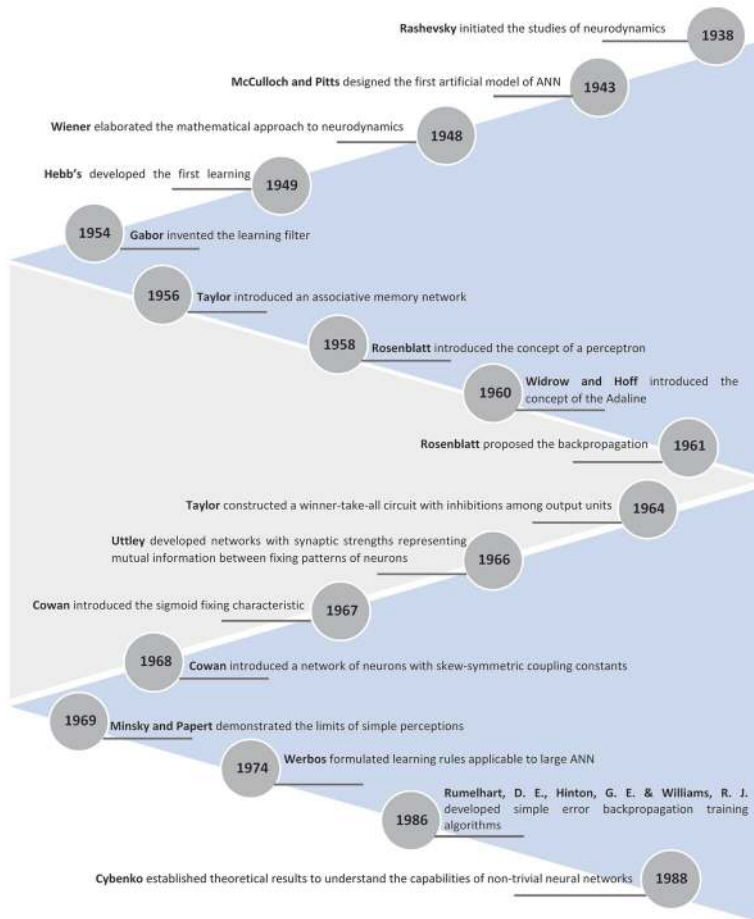 Rashevsky initiated the studies of neurodynamics
1938
McCulloch and Pitts designed the first artificial model of ANN
1943
Wiener elaborated the mathematical approach to neurodynamics
1948
Hebb's developed the first learning
1949
1954
Gabor invented the learning filter
1956
Taylor introduced an associative memory network
1958
Rosenblatt introduced the concept of a perceptron
1960
Widrow and Hoff introduced the
concept of the Adaline
Rosenblatt proposed the backpropagation
1961
Taylor constructed a winner-take-all circuit with inhibitions among output units
1964
Uttley developed networks with synaptic strengths representing
mutual information between fixing patterns of neurons
1966
Cowan introduced the sigmoid fixing characteristic
1967
1968
Cowan introduced a network of neurons with skew-symmetric coupling constants
1969
Minsky and Papert demonstrated the limits of simple perceptions
1974
Werbos formulated learning rules applicable to large ANN
1986
Rumelhart, D. E., Hinton, G. E. & Williams, R. J.
developed simple error backpropagation training
algorithms
Cybenko established theoretical results to understand the capabilities of non-trivial neural networks
1988